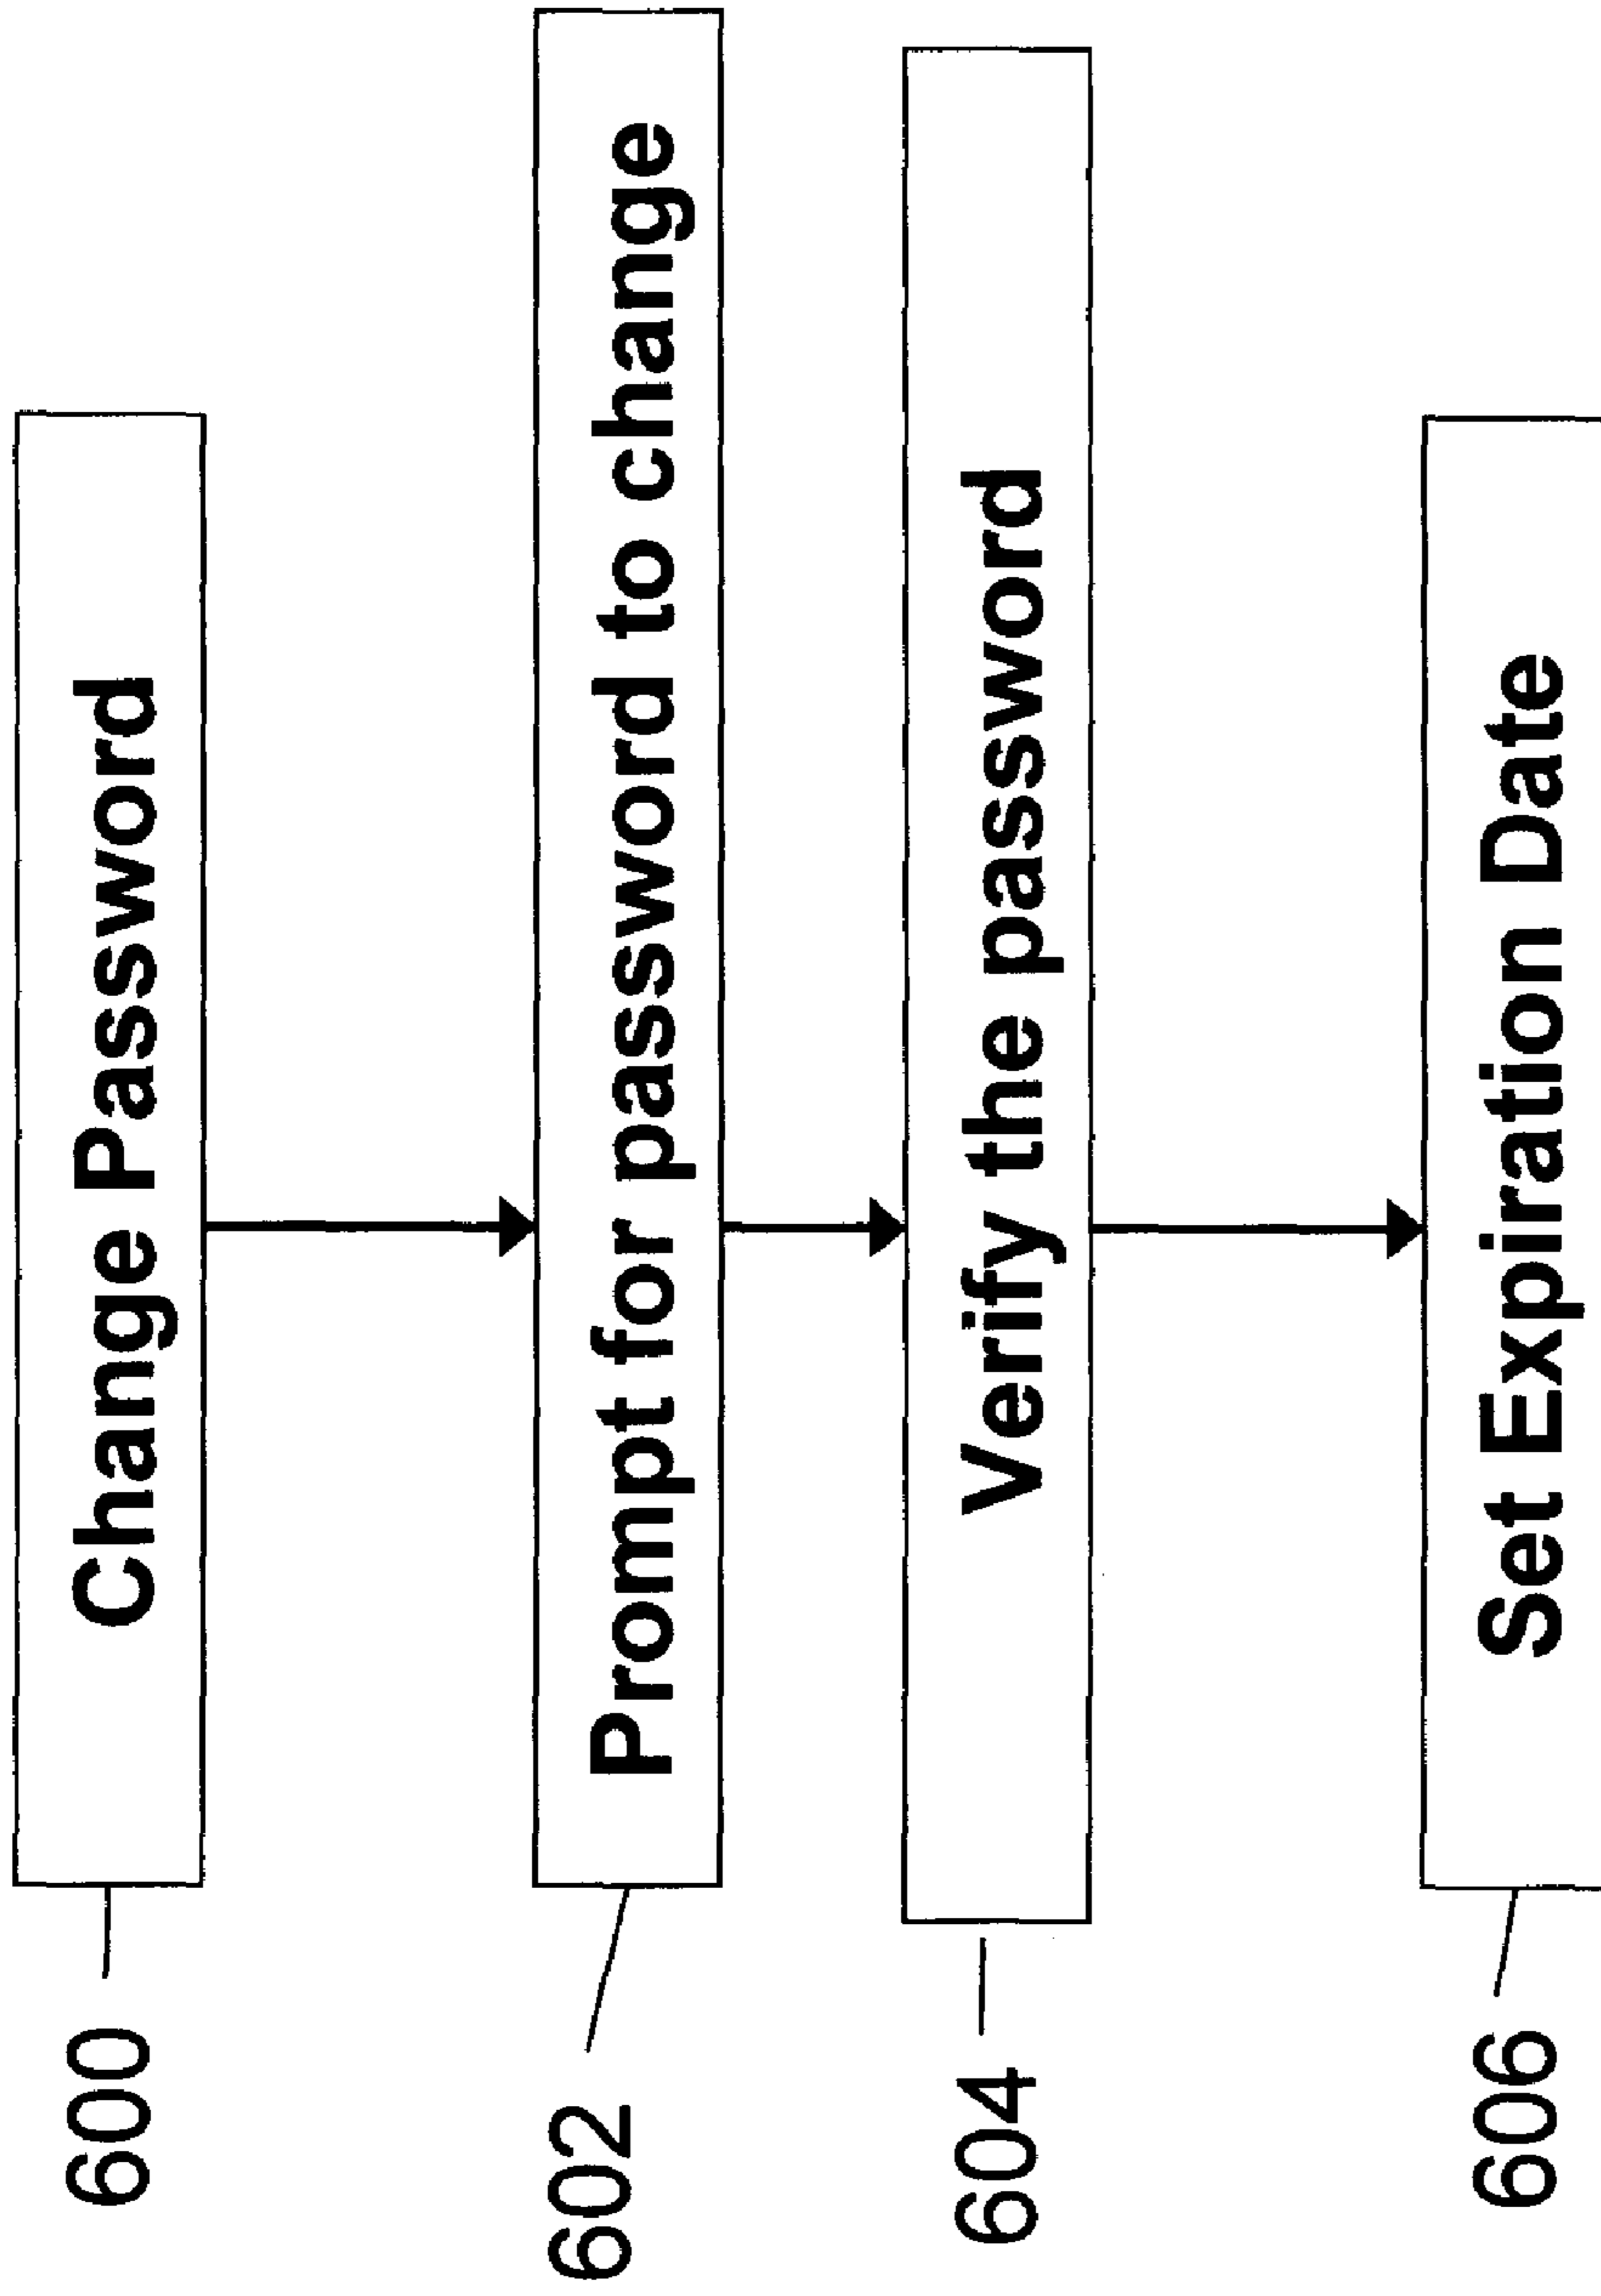 600
Change Password
602
Prompt for password to change
604
Verify the password
606
Set Expiration Date